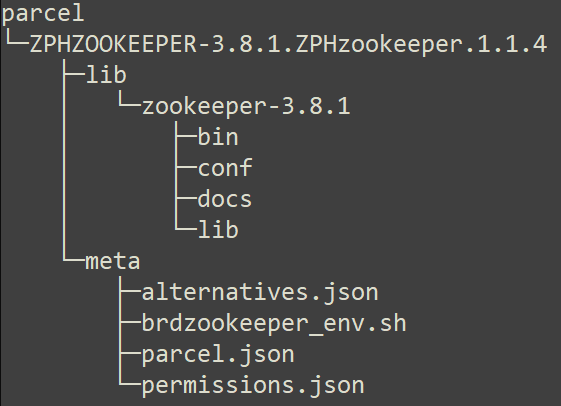 parcel
└─ZPHZOOKEEPER-3.8.1.ZPHzookeeper.1.1.4
    ├─lib
    │  └─zookeeper-3.8.1
    │      ├─bin
    │      ├─conf
    │      ├─docs
    │      └─lib
    └─meta
        ├─alternatives.json
        ├─brdzookeeper_env.sh
        ├─parcel.json
        └─permissions.json